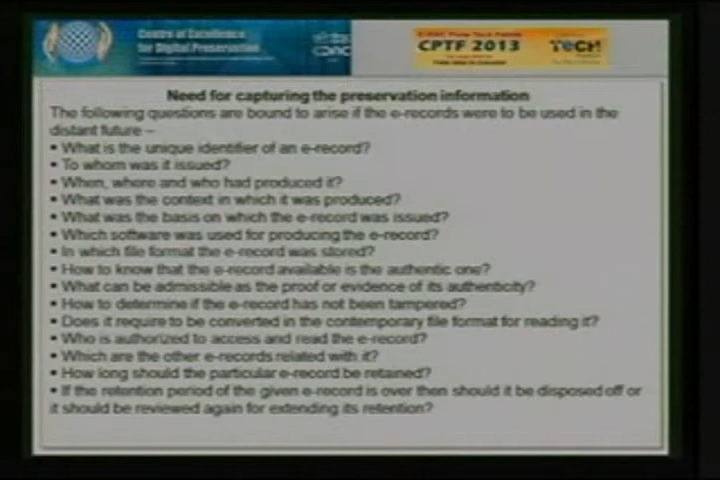 Centre of Excellence
for Digital Preservation
CDAC
CPTF 2013
TECH
Need for capturing the preservation information
The following questions are bound to arise if the e-records were to be used in the
distant future –
• What is the unique identifier of an e-record?
• To whom was it issued?
• When, where and who had produced it?
• What was the context in which it was produced?
• What was the basis on which the e-record was issued?
• Which software was used for producing the e-record?
• In which file format the e-record was stored?
• How to know that the e-record available is the authentic one?
• What can be admissible as the proof or evidence of its authenticity?
• How to determine if the e-record has not been tampered?
• Does it require to be converted in the contemporary file format for reading it?
• Who is authorized to access and read the e-record?
• Which are the other e-records related with it?
• How long should the particular e-record be retained?
• If the retention period of the given e-record is over then should it be disposed off or
it should be reviewed again for extending its retention?